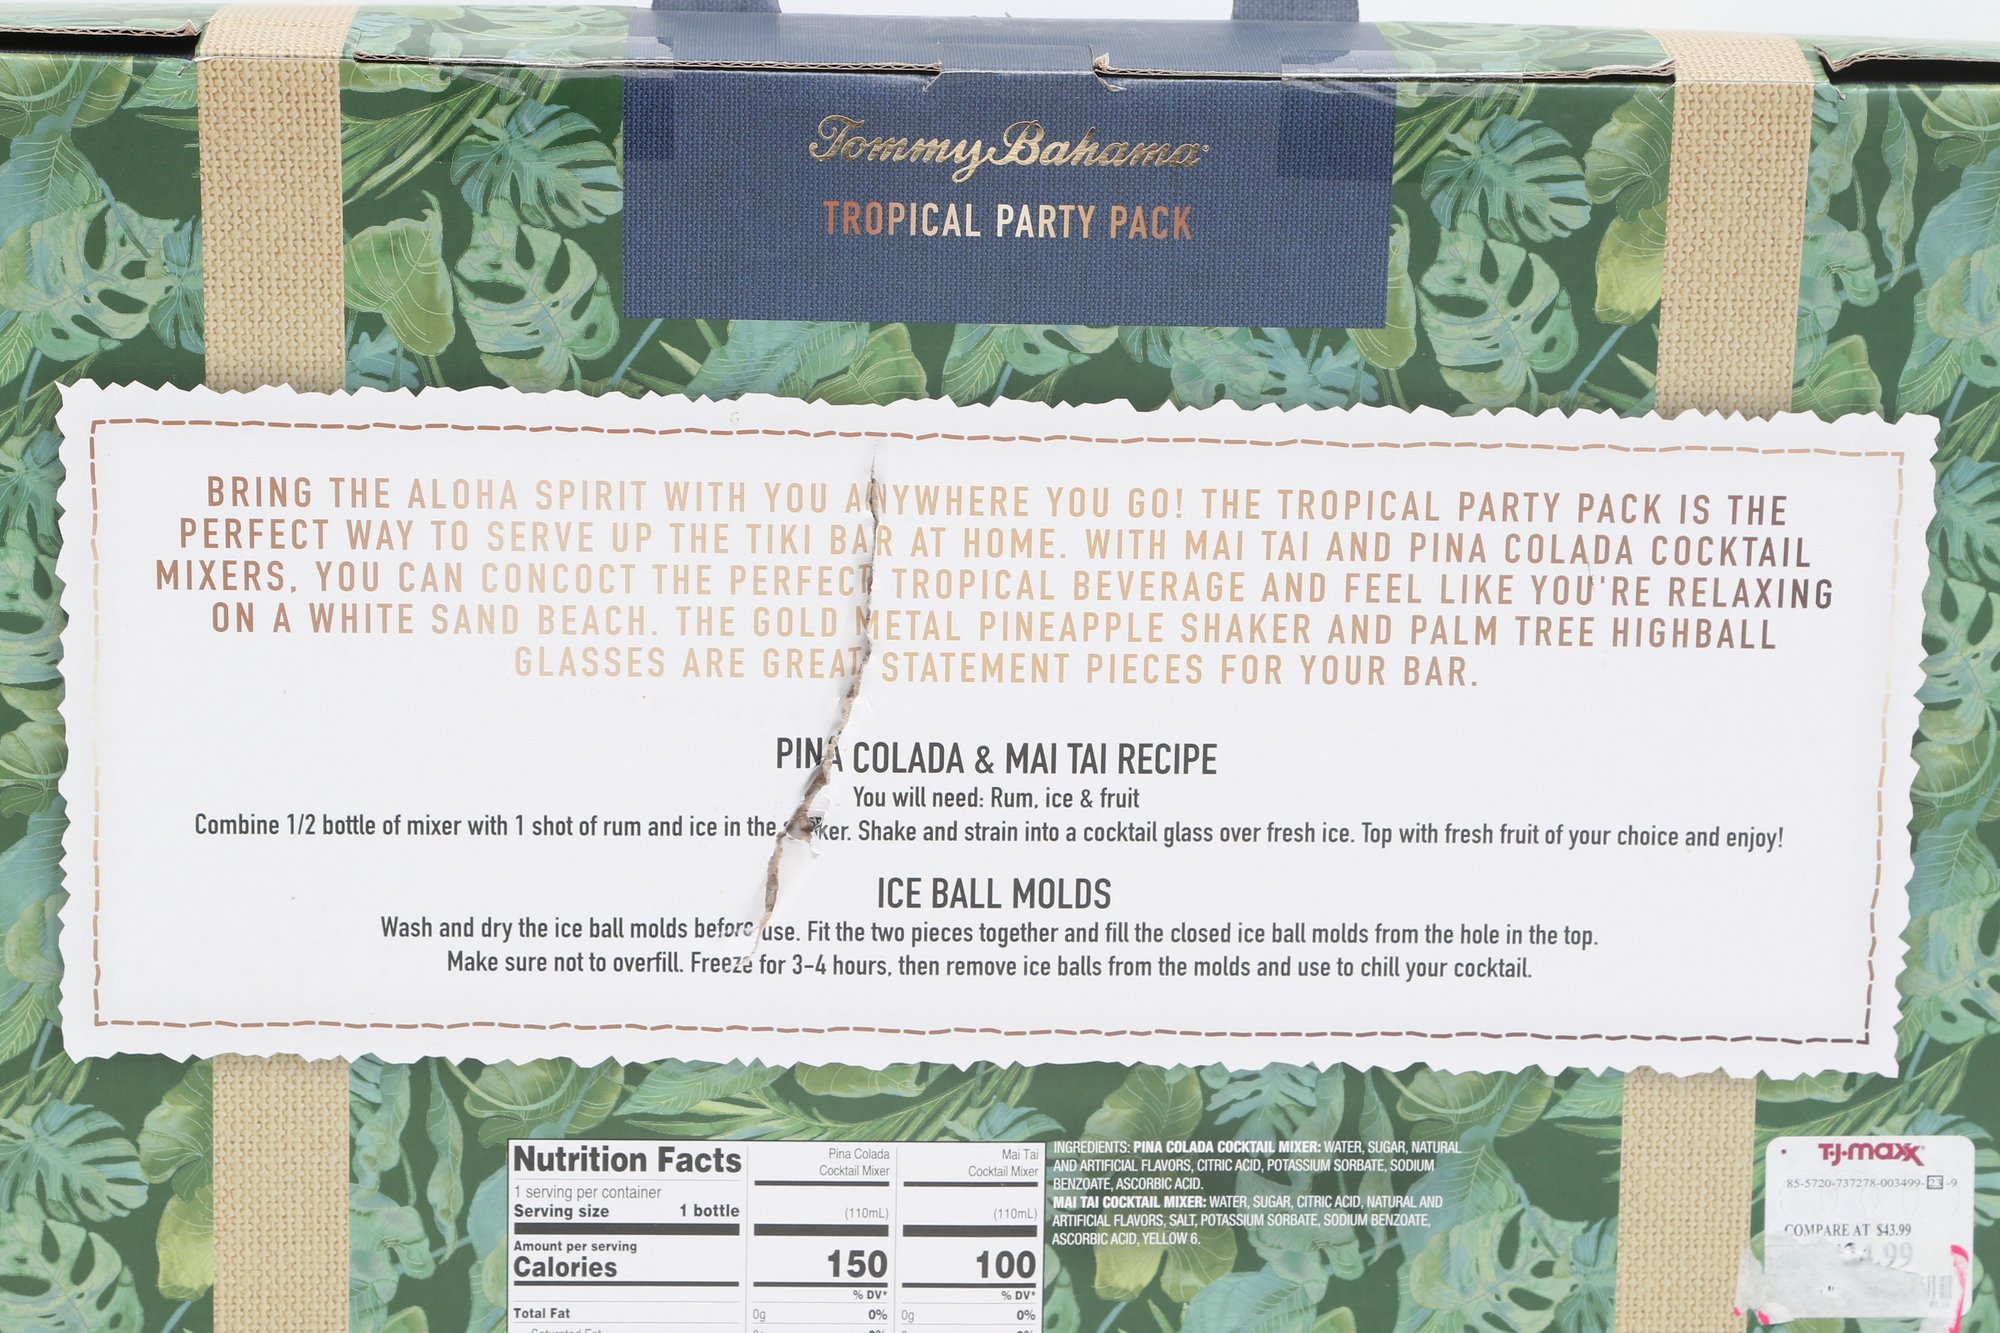 Tommy Bahama
TROPICAL PARTY PACK
BRING THE ALOHA SPIRIT WITH YOU ANYWHERE YOU GO! THE TROPICAL PARTY PACK IS THE
PERFECT WAY TO SERVE UP THE TIKI BAR AT HOME. WITH MAI TAI AND PINA COLADA COCKTAIL
MIXERS, YOU CAN CONCOCT THE PERFECT TROPICAL BEVERAGE AND FEEL LIKE YOU'RE RELAXING
ON A WHITE SAND BEACH. THE GOLD METAL PINEAPPLE SHAKER AND PALM TREE HIGHBALL
GLASSES ARE GREAT STATEMENT PIECES FOR YOUR BAR.
PINA COLADA & MAI TAI RECIPE
You will need: Rum, ice & fruit
Combine 1/2 bottle of mixer with 1 shot of rum and ice in the ker. Shake and strain into a cocktail glass over fresh ice. Top with fresh fruit of your choice and enjoy!
ICE BALL MOLDS
Wash and dry the ice ball molds before use. Fit the two pieces together and fill the closed ice ball molds from the hole in the top.
Make sure not to overfill. Freeze for 3-4 hours, then remove ice balls from the molds and use to chill your cocktail.
Nutrition Facts
1 serving per container
Serving size 1 bottle
Pina Colada
Cocktail Mixer
(110mL)
Mai Tai
Cocktail Mixer
(110mL)
Amount per serving
Calories 150 100
% DV* % DV*
Total Fat 0g 0% 0g 0%
INGREDIENTS: PINA COLADA COCKTAIL MIXER: WATER, SUGAR, NATURAL
AND ARTIFICIAL FLAVORS, CITRIC ACID, POTASSIUM SORBATE, SODIUM
BENZOATE, ASCORBIC ACID.
MAI TAI COCKTAIL MIXER: WATER, SUGAR, CITRIC ACID, NATURAL AND
ARTIFICIAL FLAVORS, SALT, POTASSIUM SORBATE, SODIUM BENZOATE,
ASCORBIC ACID, YELLOW 6.
T·J·maxx
85-5720-737278-003499-23-9
COMPARE AT $43.99